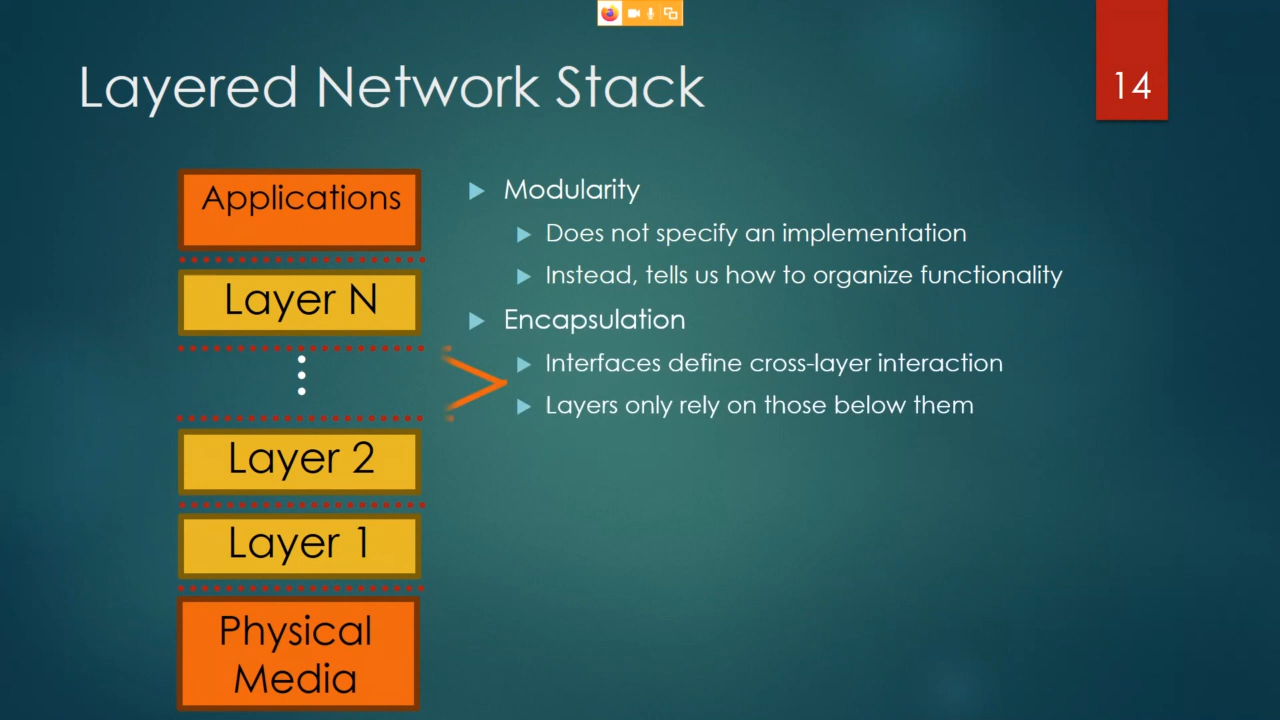 Layered Network Stack
14
Applications
Layer N
Layer 2
Layer 1
Physical
Media
Modularity
Does not specify an implementation
Instead, tells us how to organize functionality
Encapsulation
Interfaces define cross-layer interaction
Layers only rely on those below them